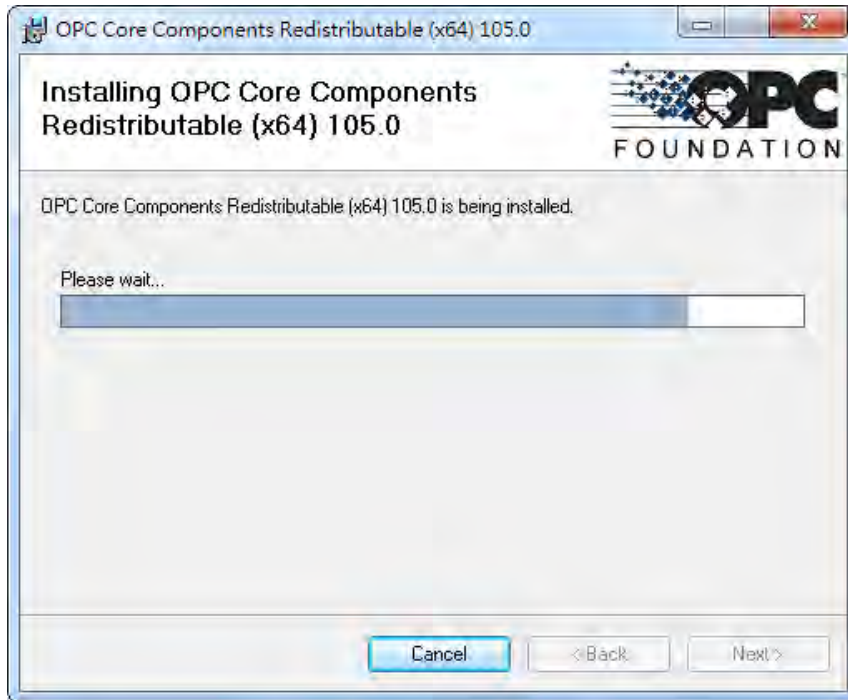 OPC Core Components Redistributable (x64) 105.0
Installing OPC Core Components
Redistributable (x64) 105.0
OPC
FOUNDATION
OPC Core Components Redistributable (x64) 105.0 is being installed.
Please wait...
Cancel
< Back
Next >